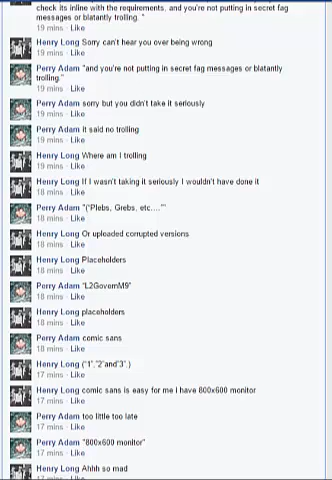 check its inline with the requirements, and you're not putting in secret fag
messages or blatantly trolling. "
19 mins · Like
Henry Long Sorry can't hear you over being wrong
19 mins · Like
Perry Adam "and you're not putting in secret fag messages or blatantly
trolling."
19 mins · Like
Perry Adam sorry but you didn't take it seriously
19 mins · Like
Perry Adam it said no trolling
19 mins · Like
Henry Long Where am I trolling
19 mins · Like
Henry Long If I wasn't taking it seriously I wouldn't have done it
18 mins · Like
Perry Adam "("Plebs, Grebs, etc....""
18 mins · Like
Henry Long Or uploaded corrupted versions
18 mins · Like
Henry Long Placeholders
18 mins · Like
Perry Adam "L2GovernM9"
18 mins · Like
Henry Long placeholders
18 mins · Like
Perry Adam comic sans
18 mins · Like
Henry Long ("1","2"and"3".)
17 mins · Like
Henry Long comic sans is easy for me I have 800x600 monitor
17 mins · Like
Perry Adam too little too late
17 mins · Like
Perry Adam "800x600 monitor"
17 mins · Like
Henry Long Ahhh so mad
17 mins · Like